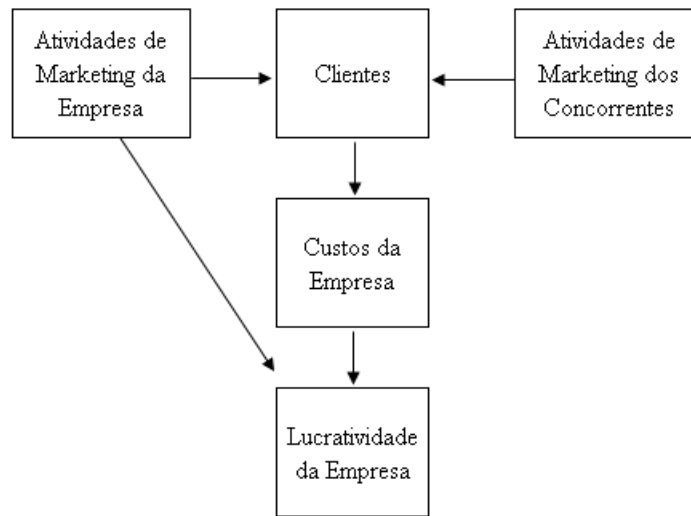 Atividades de
Marketing da
Empresa
Clientes
Atividades de
Marketing dos
Concorrentes
Custos da
Empresa
Lucratividade
da Empresa